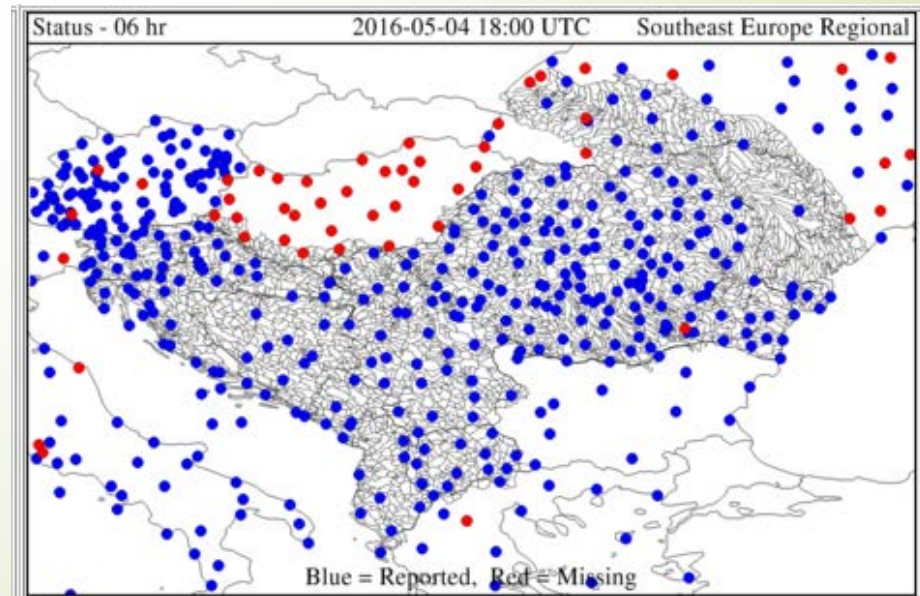 Status - 06 hr 2016-05-04 18:00 UTC Southeast Europe Regional
Blue = Reported, Red = Missing